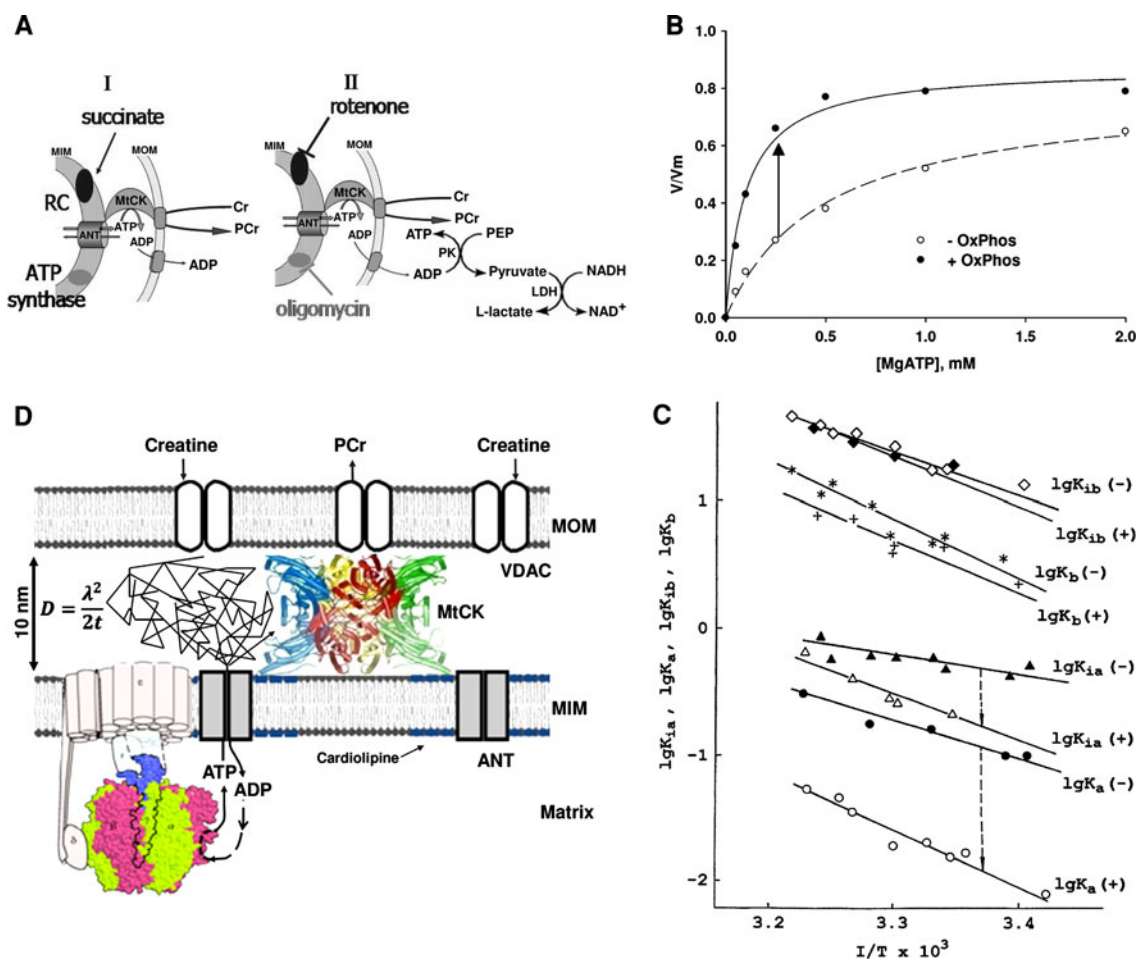 A
I
succinate
MIM
MOM
RC
MtCK
ANT
ATP
ADP
Cr
PCr
ADP
ATP
synthase
II
rotenone
MIM
MOM
MtCK
ANT
ATP
ADP
Cr
PCr
ATP
PEP
PK
ADP
Pyruvate
NADH
LDH
L-lactate
NAD+
oligomycin
B
V/Vm
1.0
0.8
0.6
0.4
0.2
0.0
- OxPhos
+ OxPhos
0.0 0.5 1.0 1.5 2.0
[MgATP], mM
D
Creatine
PCr
Creatine
MOM
VDAC
10 nm
D = λ²/2t
MtCK
MIM
Cardiolipine
ANT
ATP
ADP
Matrix
C
lgKia, lgKa, lgKib, lgKb
1
0
-1
-2
lgKib(-)
lgKib(+)
lgKb(-)
lgKb(+)
lgKia(-)
lgKia(+)
lgKa(-)
lgKa(+)
3.2 3.3 3.4
I/T x 10³